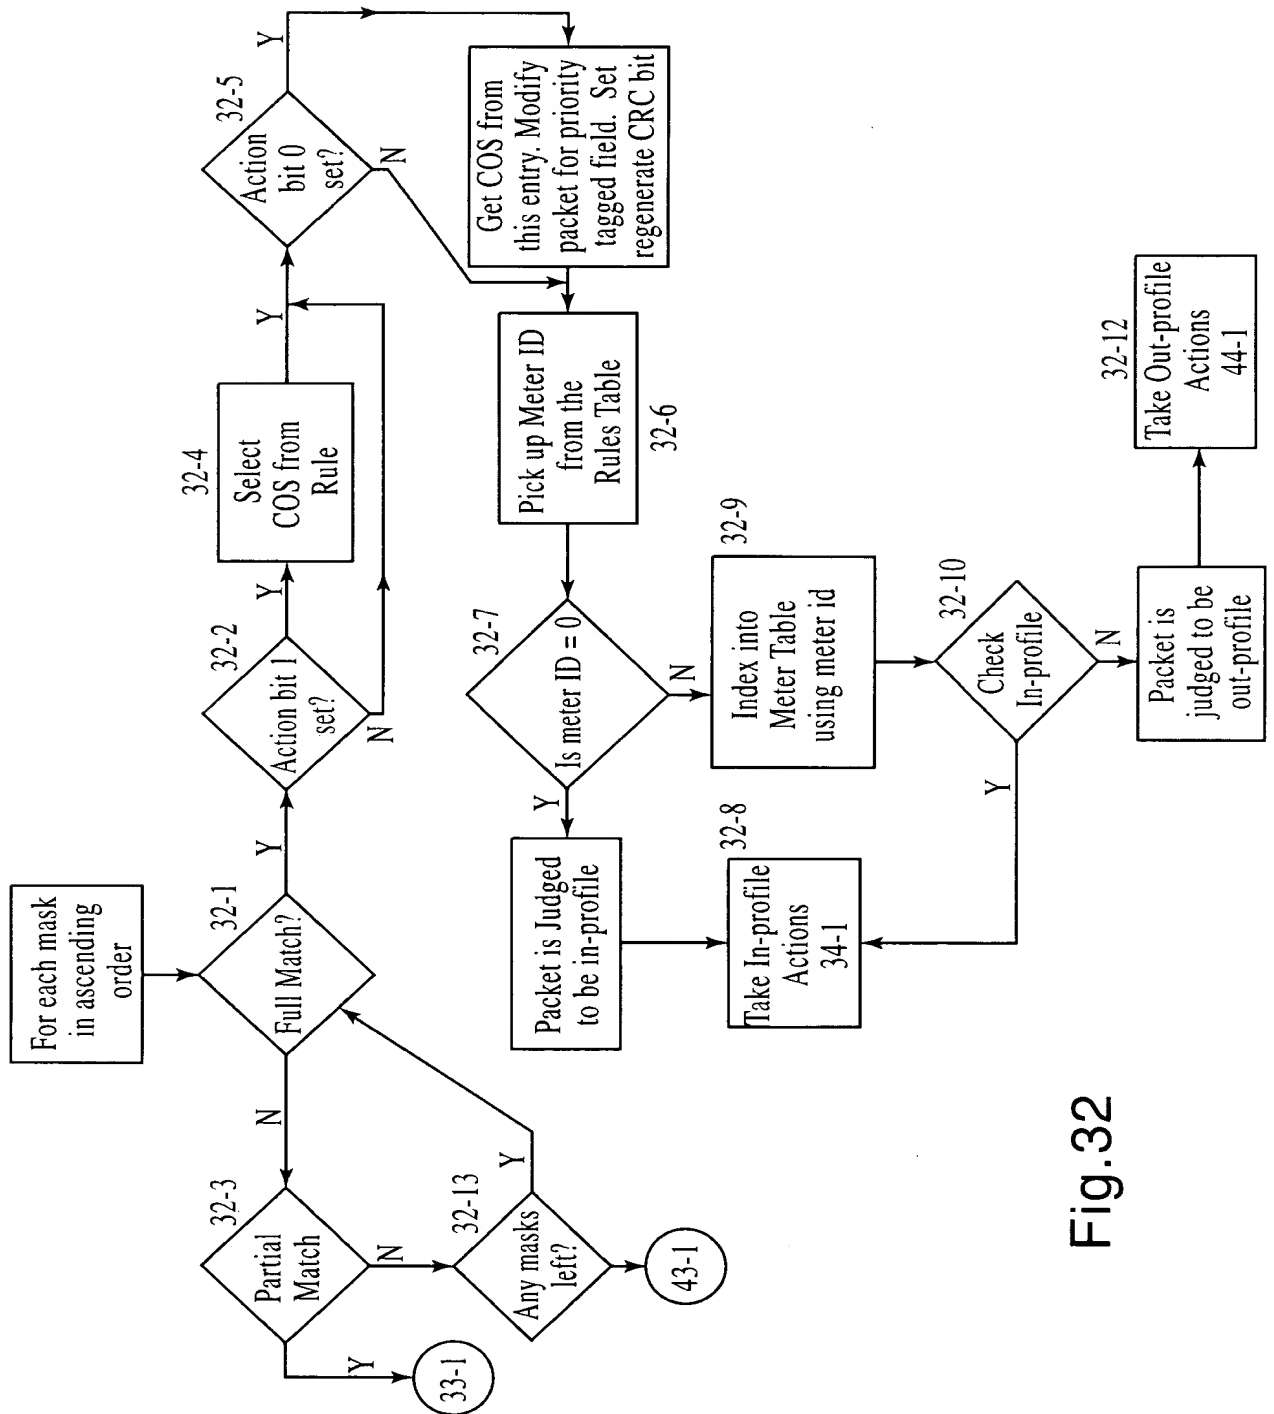 For each mask
in ascending
order
32-1
Full Match?
Y
N
32-3
Partial
Match
Y
33-1
N
32-13
Any masks
left?
Y
43-1
32-2
Action bit 1
set?
Y
N
32-4
Select
COS from
Rule
Y
32-5
Action
bit 0
set?
Y
N
Get COS from
this entry. Modify
packet for priority
tagged field. Set
regenerate CRC bit
Pick up Meter ID
from the
Rules Table
32-6
32-7
Is meter ID = 0
Y
N
Packet is Judged
to be in-profile
32-8
Take In-profile
Actions
34-1
32-9
Index into
Meter Table
using meter id
32-10
Check
In-profile
Y
N
Packet is
judged to be
out-profile
32-12
Take Out-profile
Actions
44-1
Fig.32